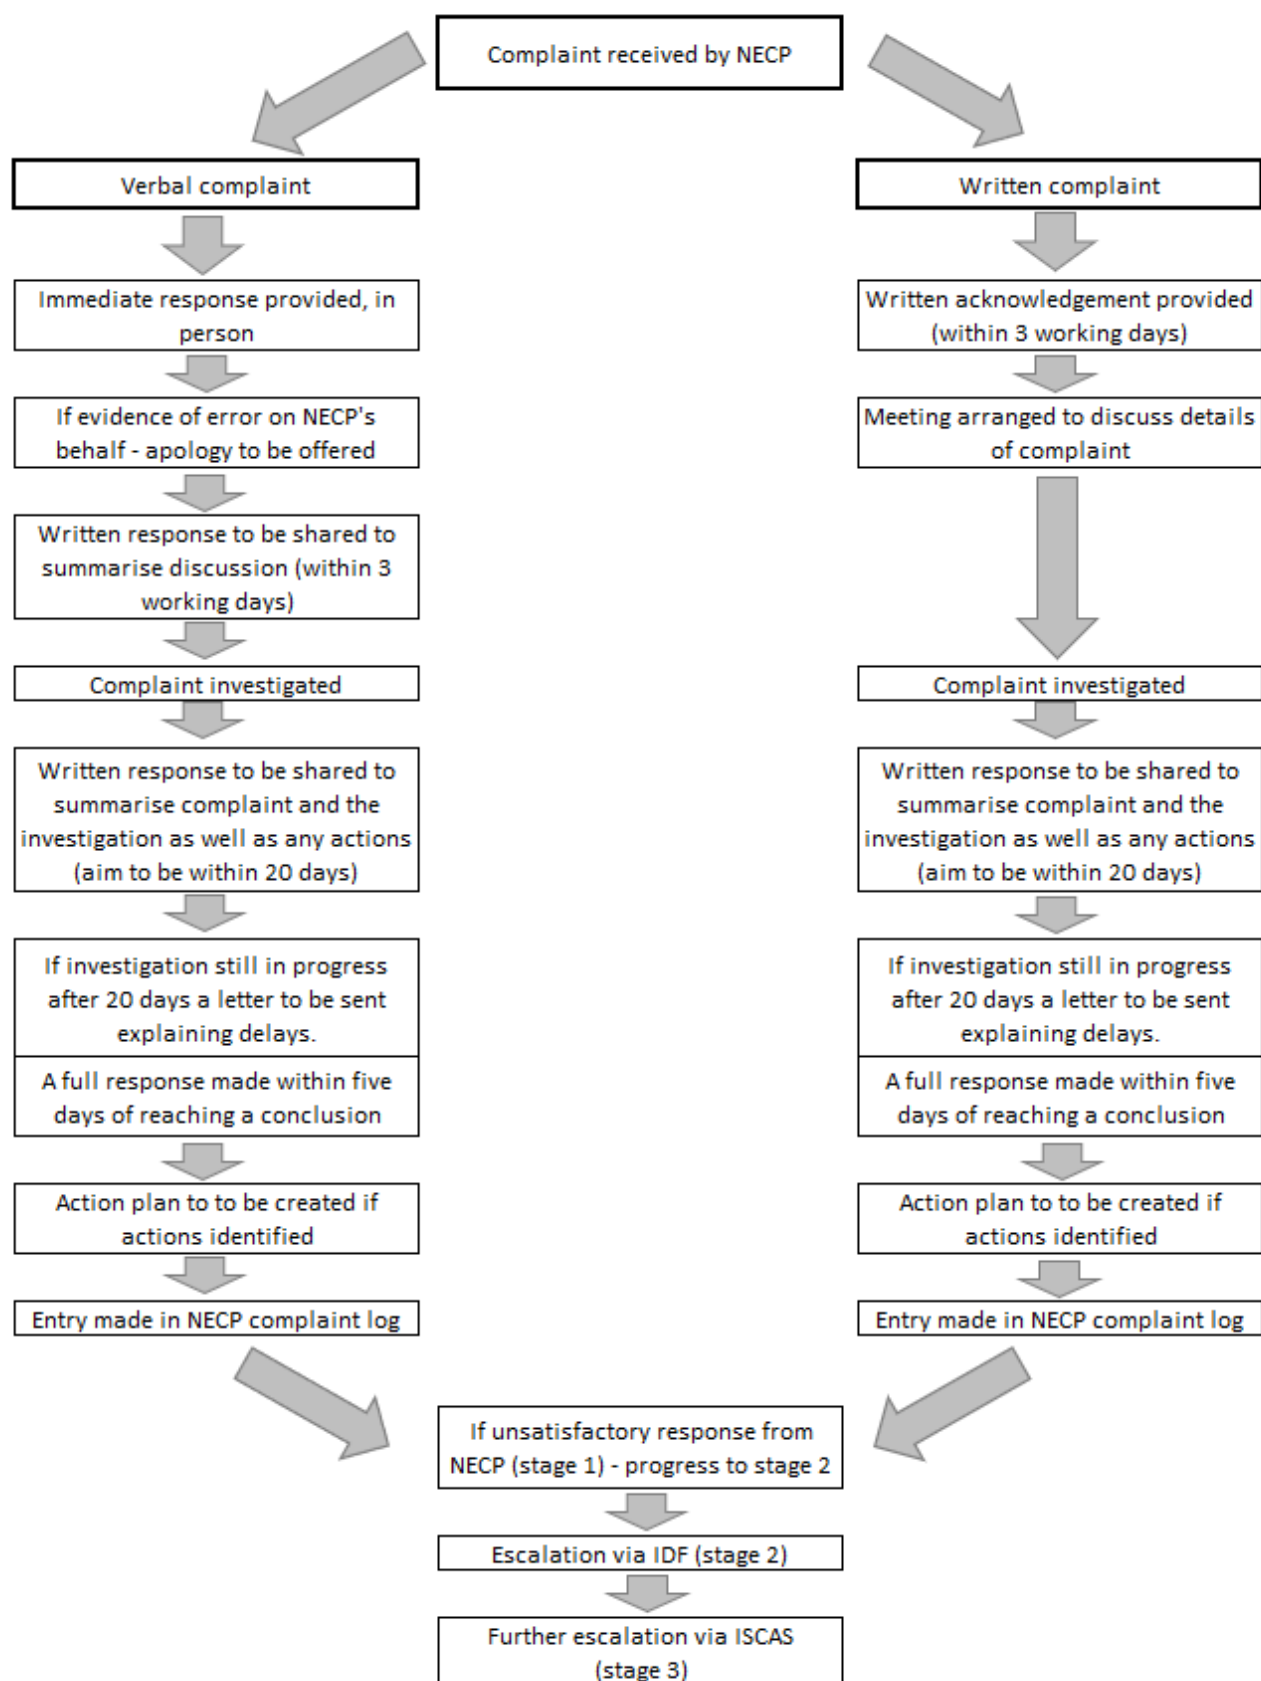 Complaint received by NECP
Verbal complaint
Immediate response provided, in
person
If evidence of error on NECP's
behalf - apology to be offered
Written response to be shared to
summarise discussion (within 3
working days)
Complaint investigated
Written response to be shared to
summarise complaint and the
investigation as well as any actions
(aim to be within 20 days)
If investigation still in progress
after 20 days a letter to be sent
explaining delays.
A full response made within five
days of reaching a conclusion
Action plan to to be created if
actions identified
Entry made in NECP complaint log
Written complaint
Written acknowledgement provided
(within 3 working days)
Meeting arranged to discuss details
of complaint
Complaint investigated
Written response to be shared to
summarise complaint and the
investigation as well as any actions
(aim to be within 20 days)
If investigation still in progress
after 20 days a letter to be sent
explaining delays.
A full response made within five
days of reaching a conclusion
Action plan to to be created if
actions identified
Entry made in NECP complaint log
If unsatisfactory response from
NECP (stage 1) - progress to stage 2
Escalation via IDF (stage 2)
Further escalation via ISCAS
(stage 3)